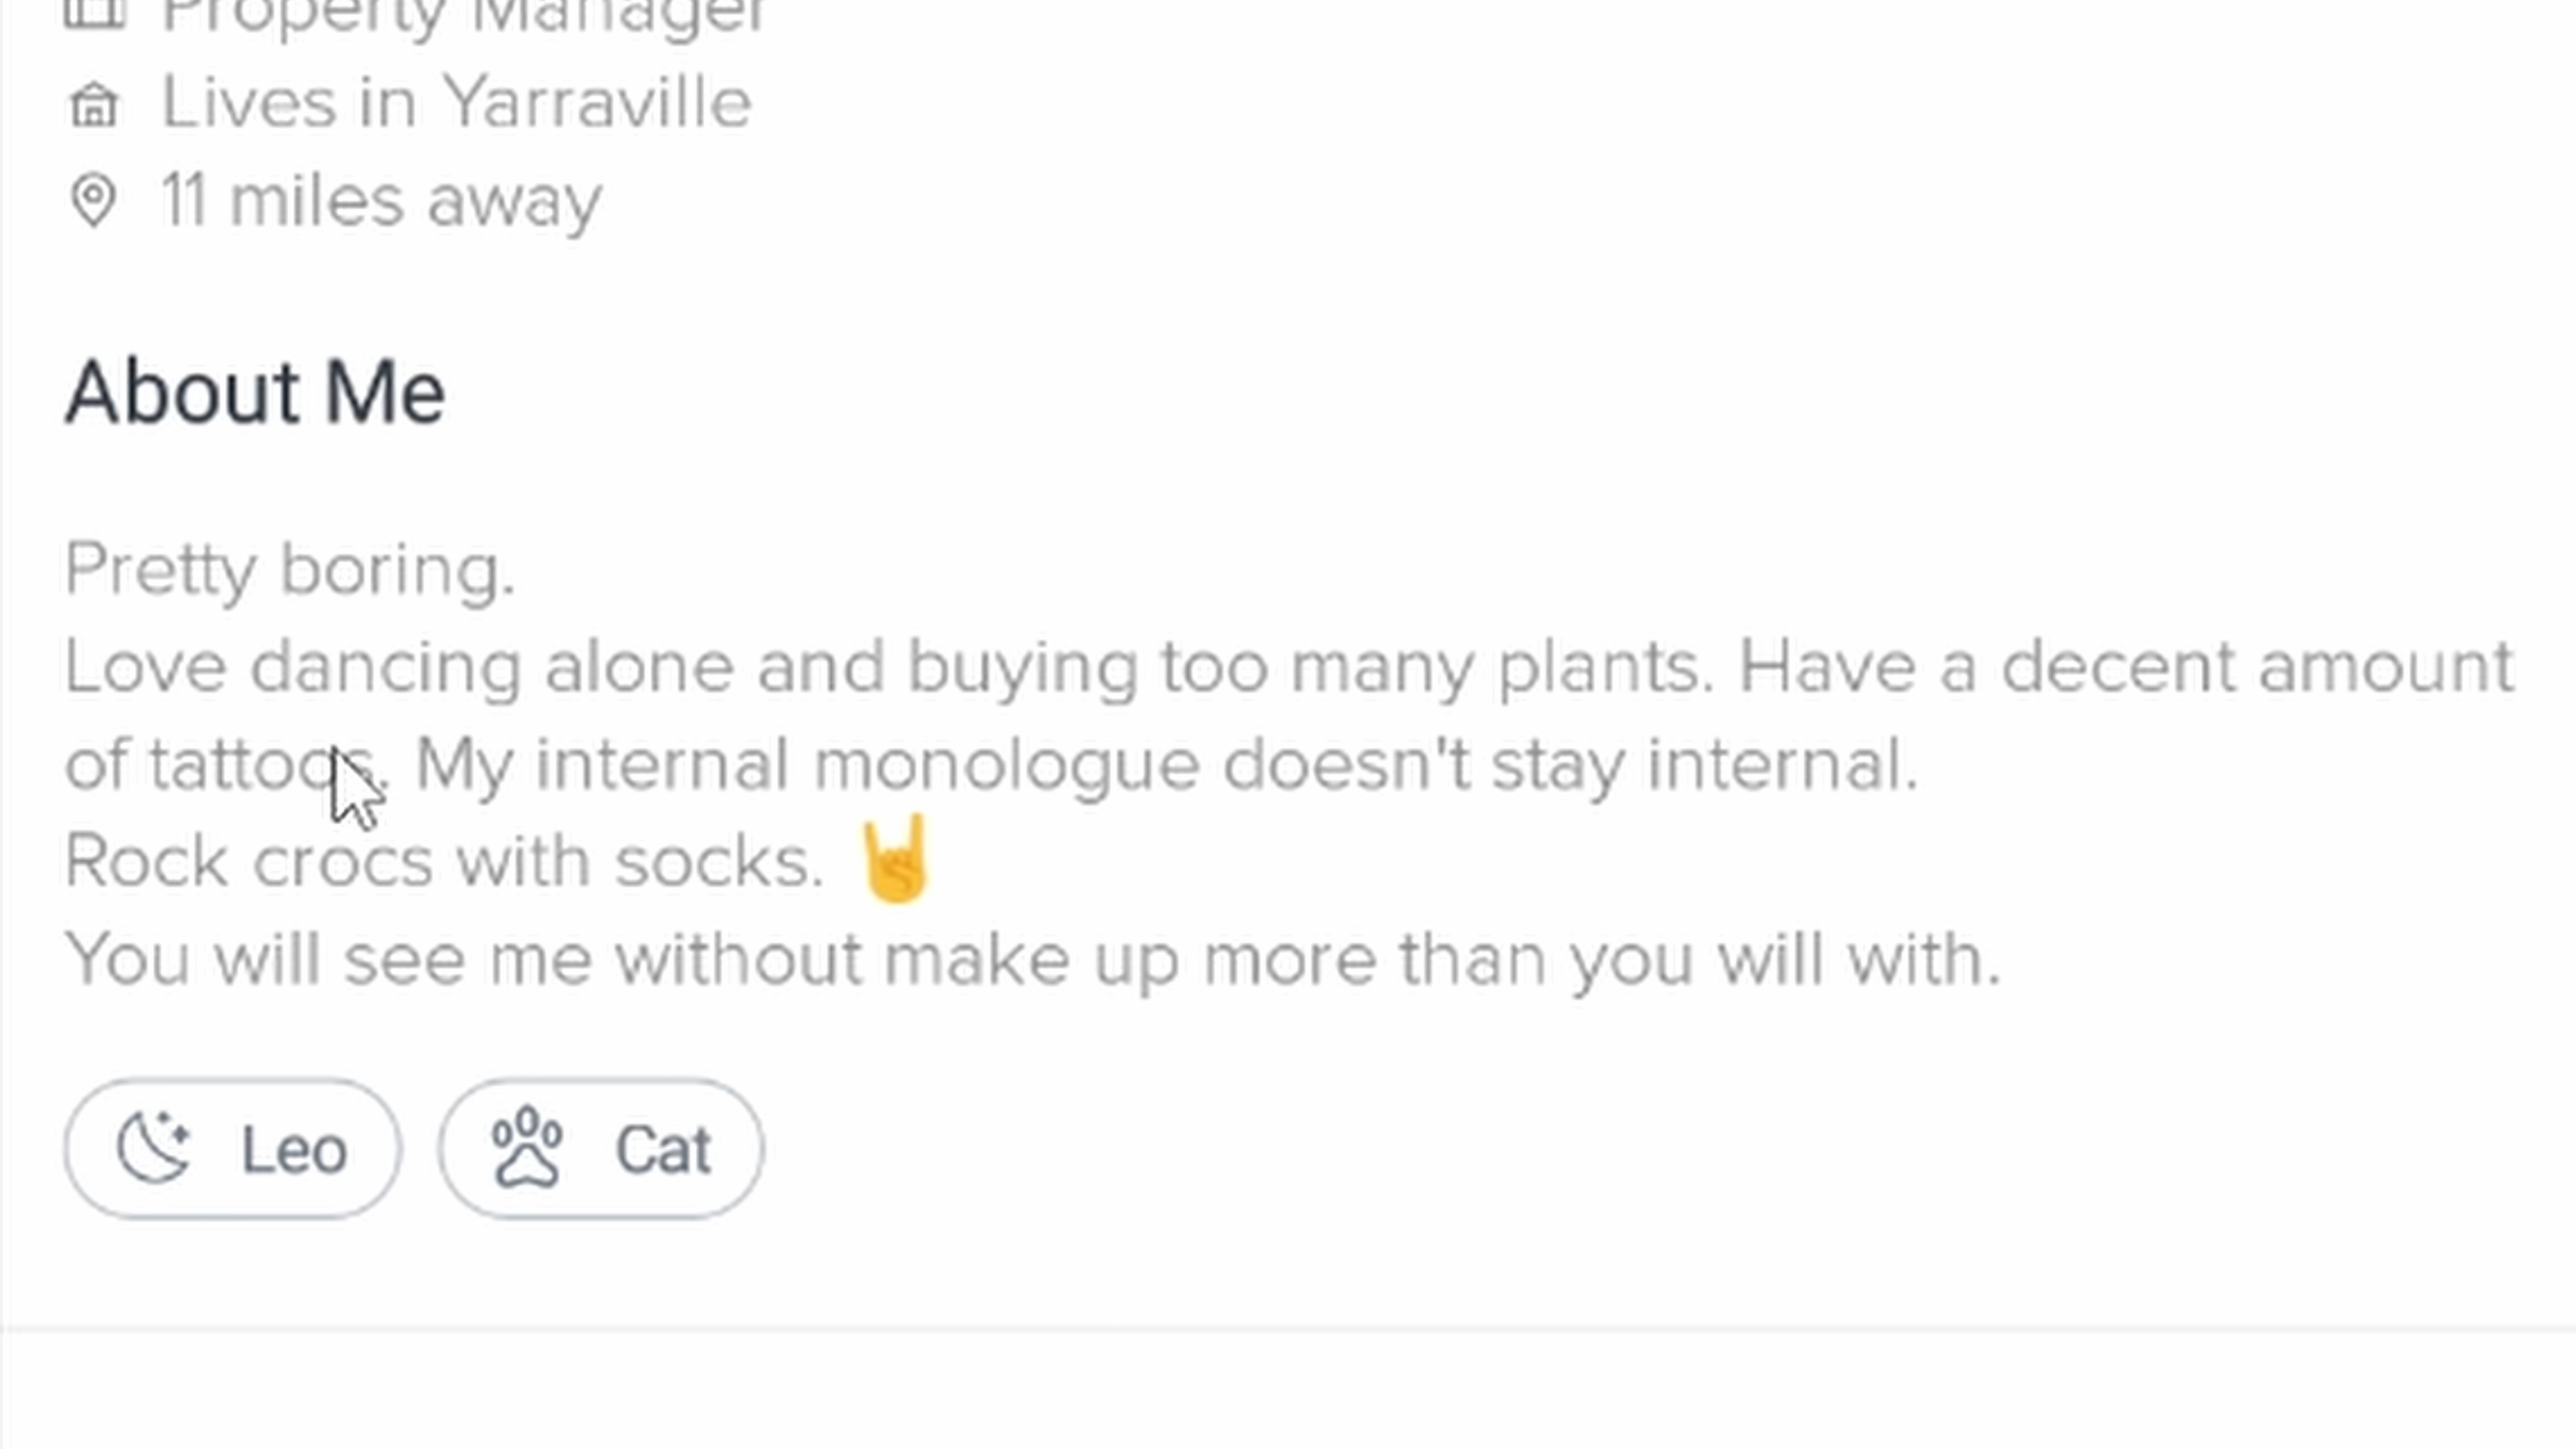 Property Manager
Lives in Yarraville
11 miles away
About Me
Pretty boring.
Love dancing alone and buying too many plants. Have a decent amount
of tattoos. My internal monologue doesn't stay internal.
Rock crocs with socks. 🤘
You will see me without make up more than you will with.
Leo Cat